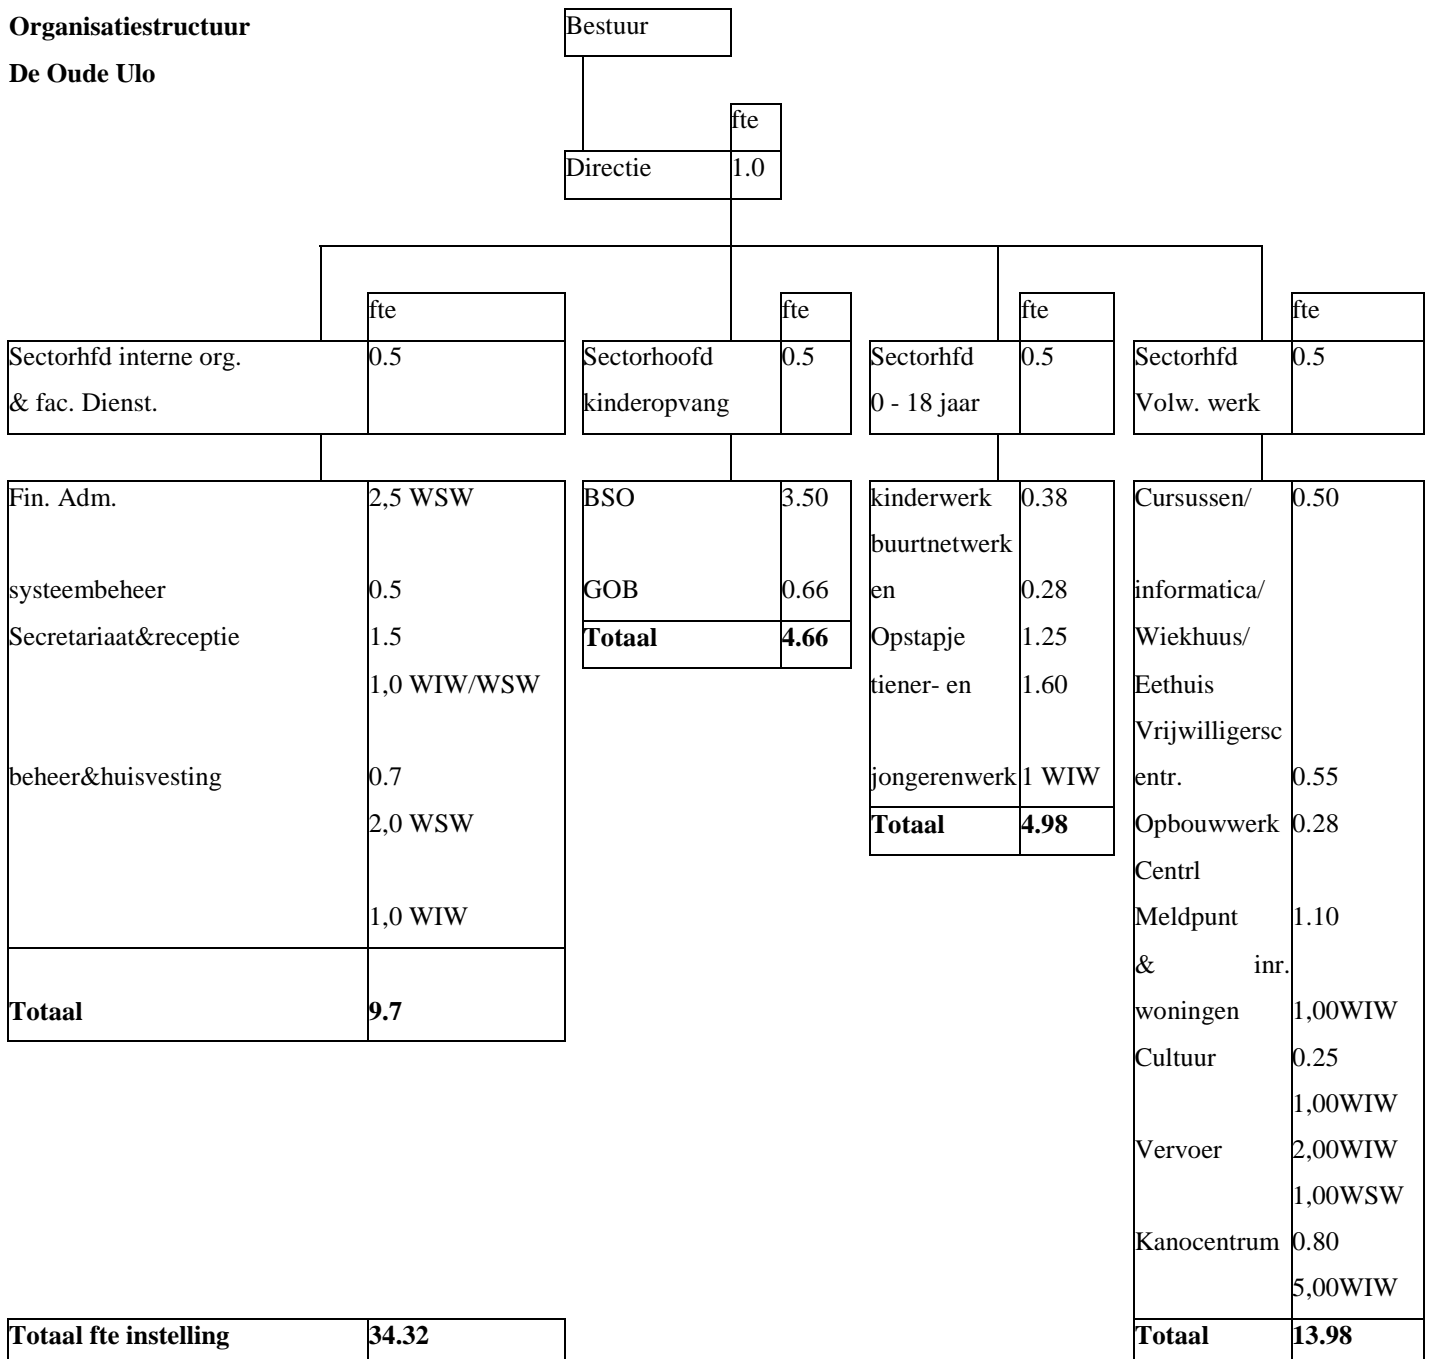 Organisatiestructuur
De Oude Ulo
Bestuur
fte
Directie 1.0
fte
Sectorhfd interne org. 0.5
& fac. Dienst.
Fin. Adm. 2,5 WSW
systeembeheer 0.5
Secretariaat&receptie 1.5
1,0 WIW/WSW
beheer&huisvesting 0.7
2,0 WSW
1,0 WIW
Totaal 9.7
Totaal fte instelling 34.32
fte
Sectorhoofd 0.5
kinderopvang
BSO 3.50
GOB 0.66
Totaal 4.66
fte
Sectorhfd 0.5
0 - 18 jaar
kinderwerk 0.38
buurtnetwerk
en 0.28
Opstapje 1.25
tiener- en 1.60
jongerenwerk 1 WIW
Totaal 4.98
fte
Sectorhfd 0.5
Volw. werk
Cursussen/ 0.50
informatica/
Wiekhuus/
Eethuis
Vrijwilligersc
entr. 0.55
Opbouwwerk 0.28
Centrl
Meldpunt 1.10
& inr.
woningen 1,00WIW
Cultuur 0.25
1,00WIW
Vervoer 2,00WIW
1,00WSW
Kanocentrum 0.80
5,00WIW
Totaal 13.98